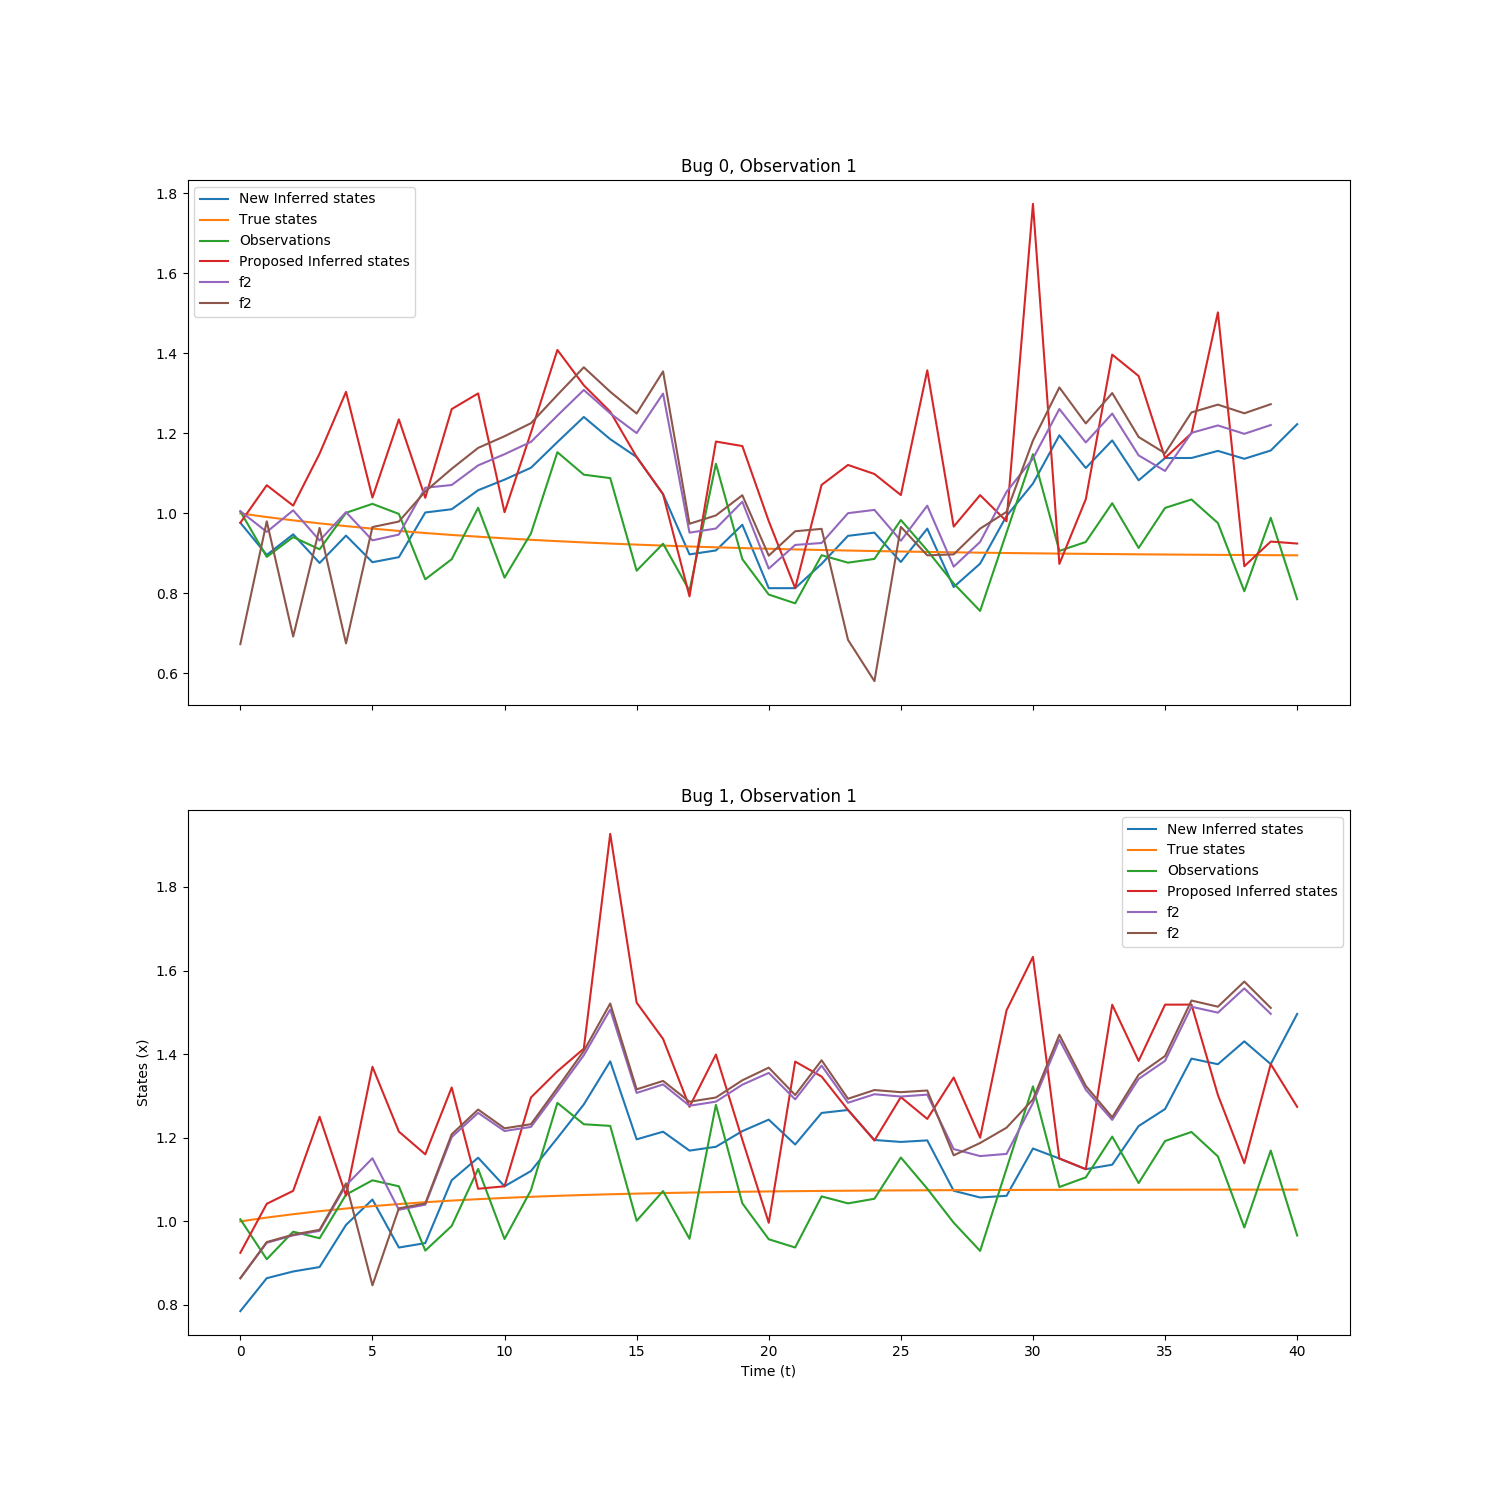 Bug 0, Observation 1
1.8
1.6
1.4
1.2
1.0
0.8
0.6
New Inferred states
True states
Observations
Proposed Inferred states
f2
f2
Bug 1, Observation 1
States (x)
1.8
1.6
1.4
1.2
1.0
0.8
New Inferred states
True states
Observations
Proposed Inferred states
f2
f2
0 5 10 15 20 25 30 35 40
Time (t)